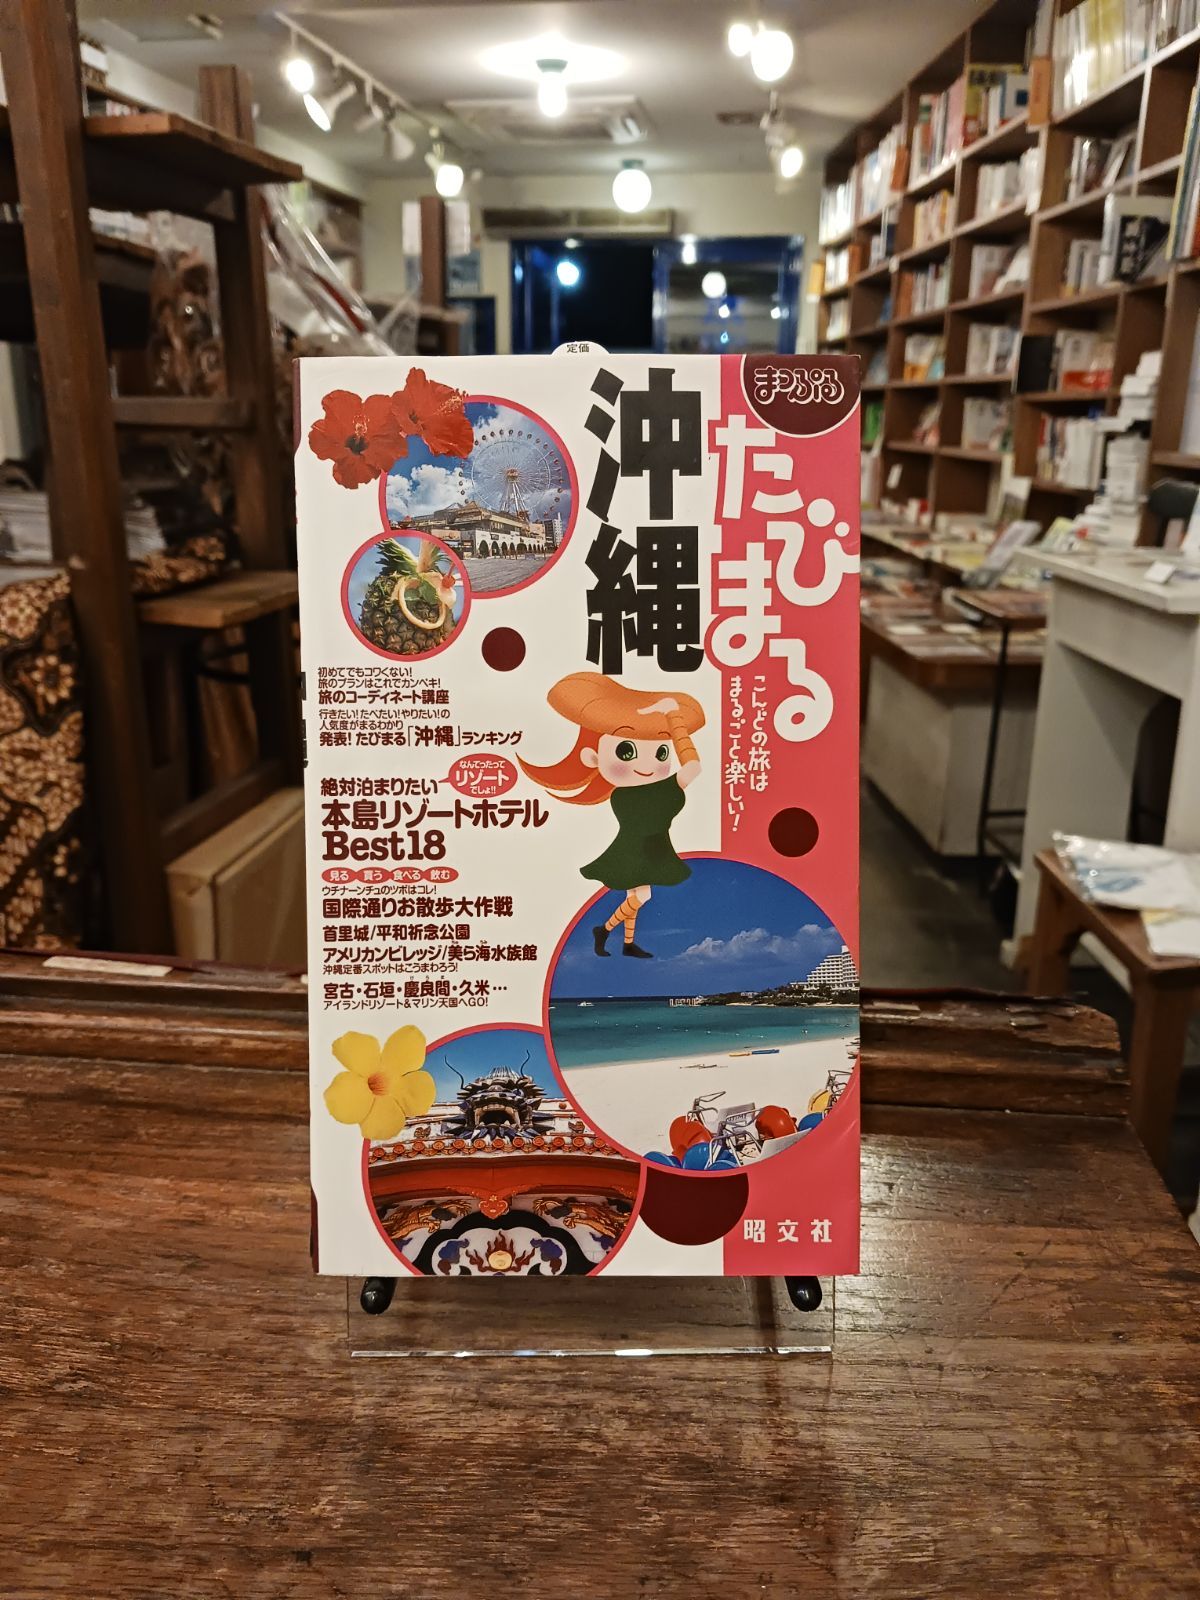 定価
まっぷる
たびまる
こんどの旅は
まるごと楽しい!
沖縄
初めてでもコワくない!
旅のプランはこれでカンペキ!
旅のコーディネート講座
行きたい!たべたい!やりたい!の
人気度がまるわかり
発表!たびまる「沖縄」ランキング
なんてったって
リゾート
でしょ!!
絶対泊まりたい
本島リゾートホテル
Best18
見る 買う 食べる 飲む
ウチナーンチュのツボはコレ!
国際通りお散歩大作戦
首里城/平和祈念公園
アメリカンビレッジ/美ら海水族館
沖縄定番スポットはこうまわろう!
宮古・石垣・慶良間・久米…
アイランドリゾート&マリン天国へGO!
昭文社